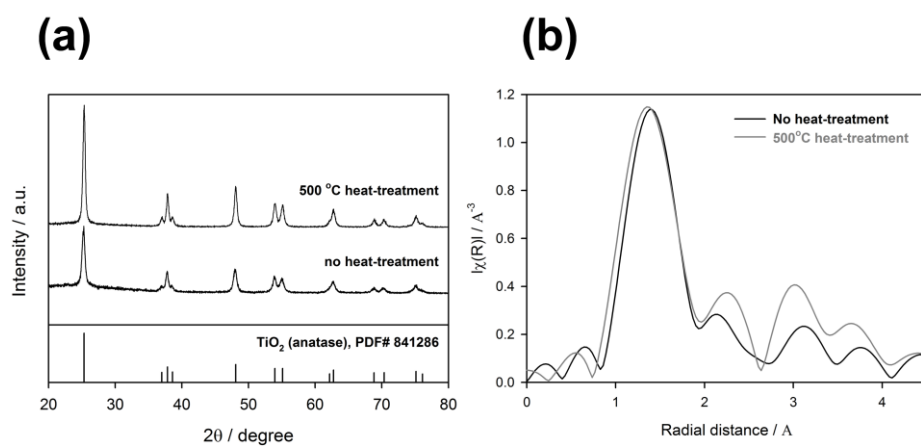 (a)
(b)
Intensity / a.u.
500 °C heat-treatment
no heat-treatment
TiO₂ (anatase), PDF# 841286
20 30 40 50 60 70 80
2θ / degree
|χ(R)| / A⁻³
1.2
1.0
0.8
0.6
0.4
0.2
0.0
No heat-treatment
500°C heat-treatment
0 1 2 3 4
Radial distance / A